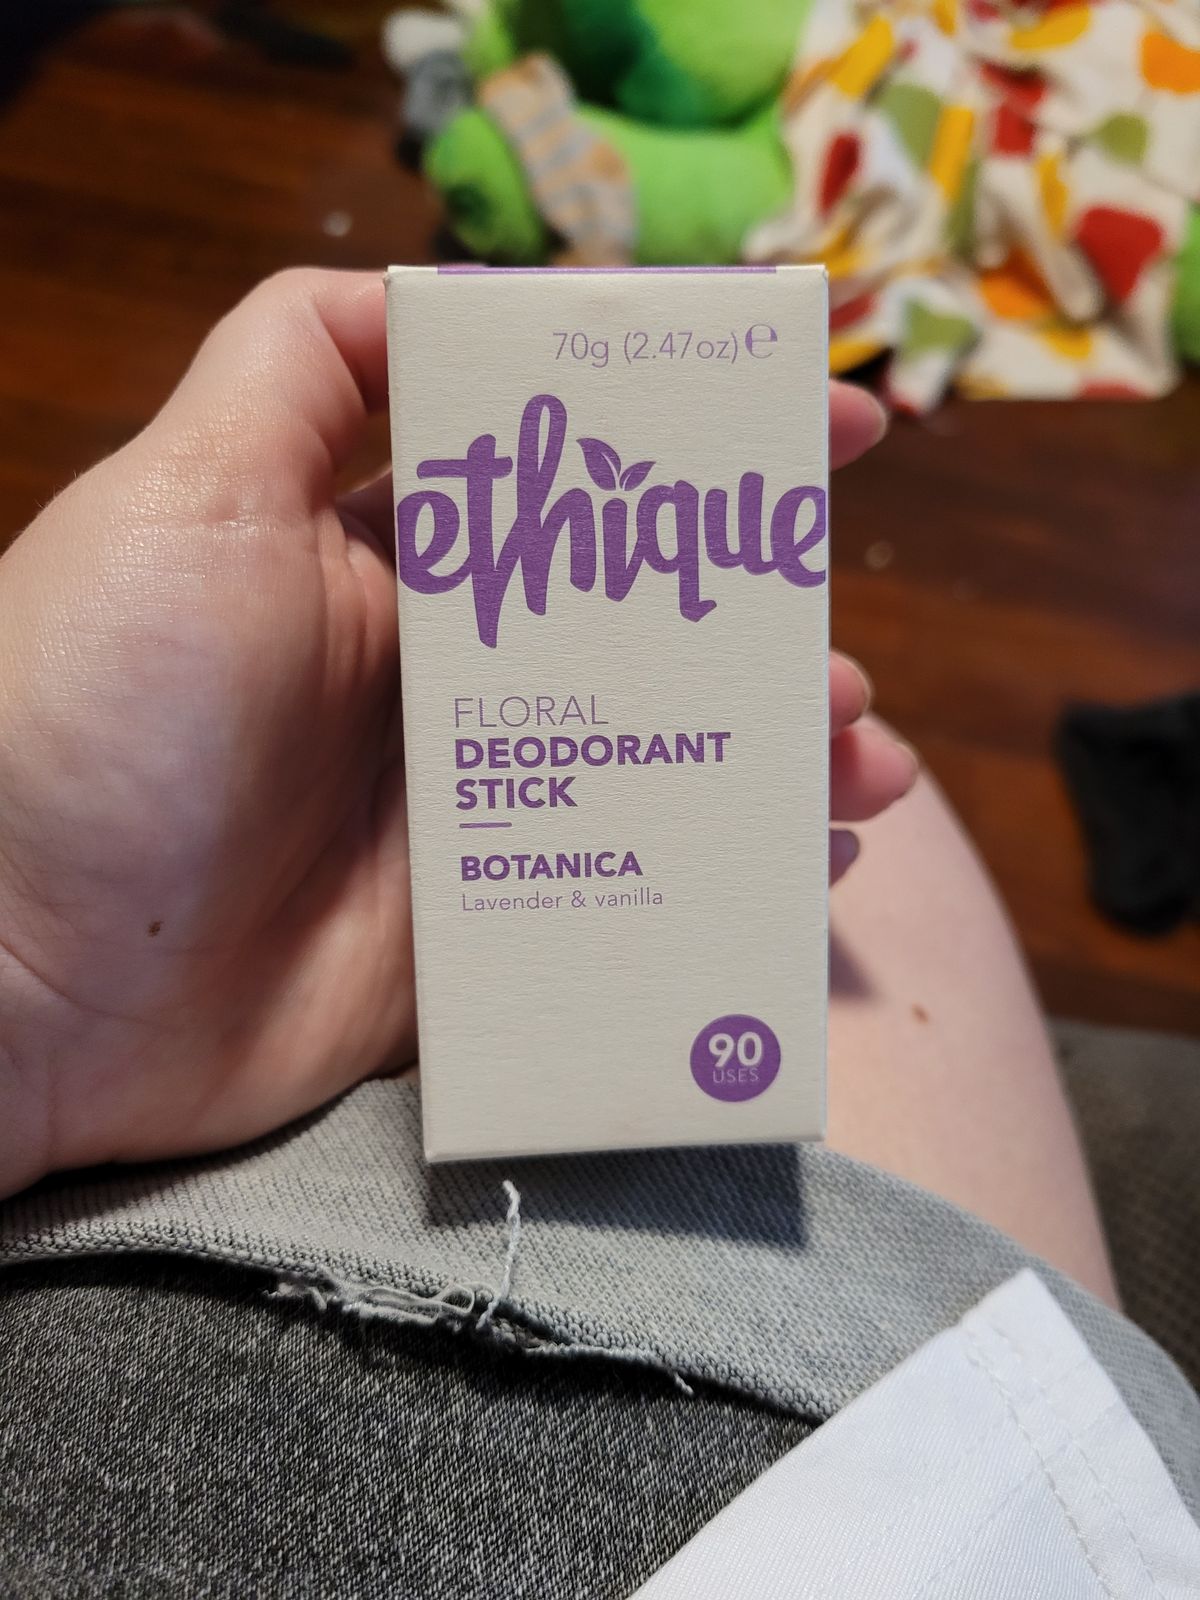 70g (2.47oz) ℮
ethique
FLORAL
DEODORANT
STICK
BOTANICA
Lavender & vanilla
90
USES